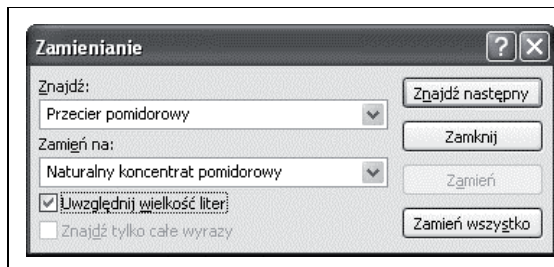 Zamienianie
Znajdź:
Przecier pomidorowy
Zamień na:
Naturalny koncentrat pomidorowy
Uwzględnij wielkość liter
Znajdź tylko całe wyrazy
Znajdź następny
Zamknij
Zamień
Zamień wszystko